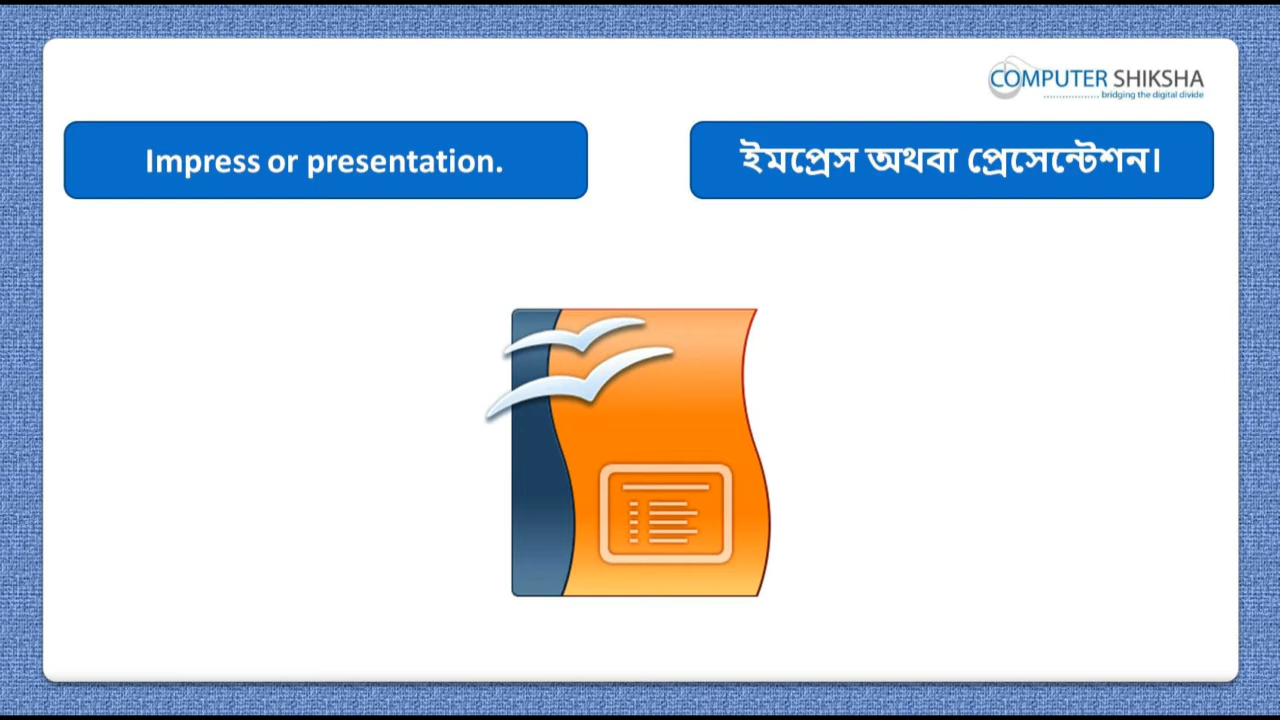 COMPUTER SHIKSHA
bridging the digital divide
Impress or presentation.
ইমপ্রেস অথবা প্রেসেন্টেশন।